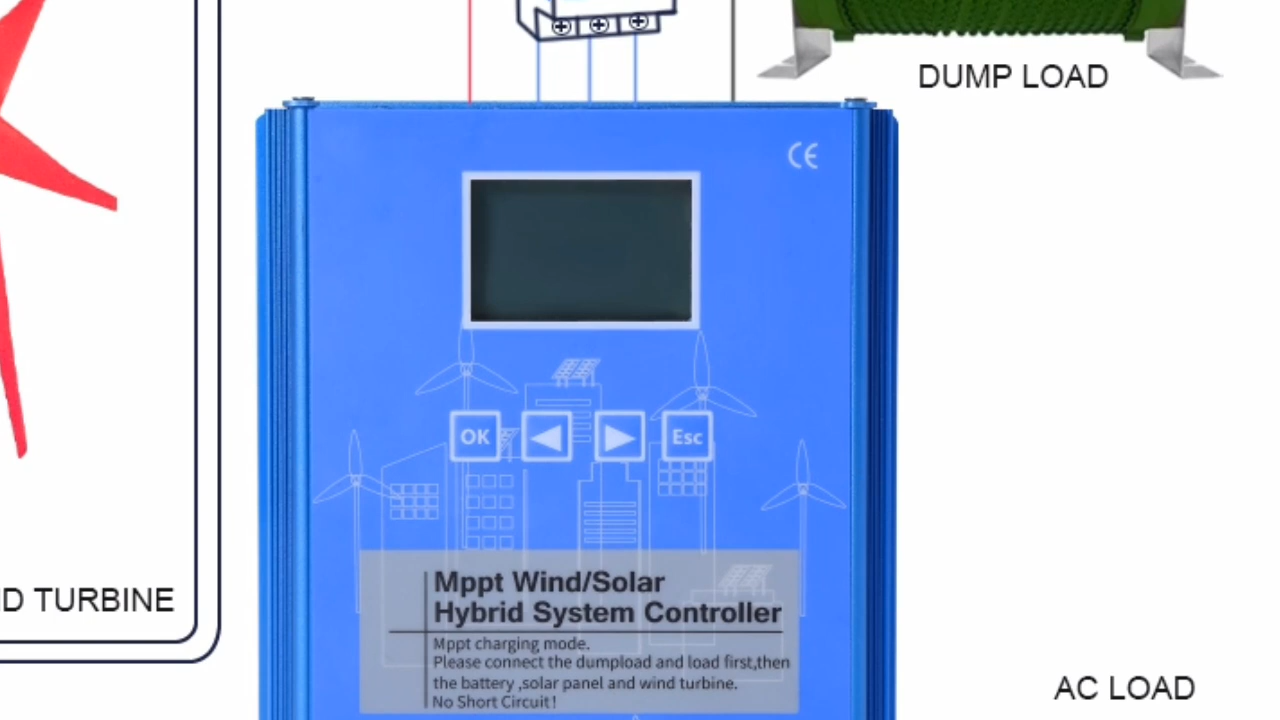 DUMP LOAD
CE
OK
Esc
D TURBINE
Mppt Wind/Solar
Hybrid System Controller
Mppt charging mode.
Please connect the dumpload and load first,then
the battery ,solar panel and wind turbine.
No Short Circuit!
AC LOAD